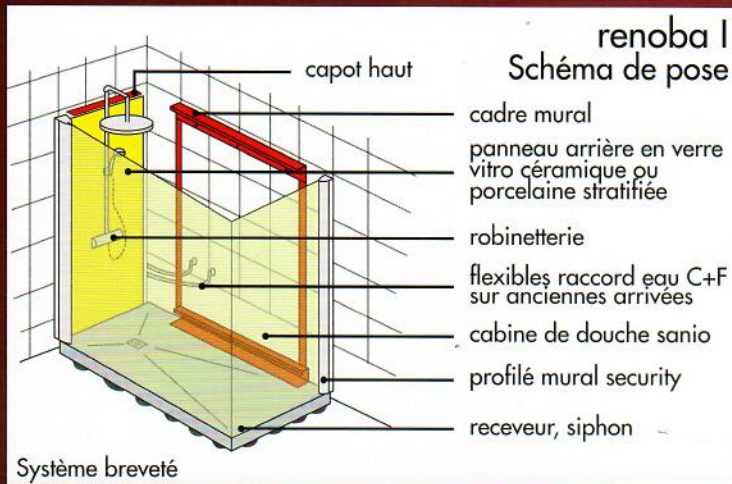 renoba I
Schéma de pose
capot haut
cadre mural
panneau arrière en verre
vitro céramique ou
porcelaine stratifiée
robinetterie
flexibles raccord eau C+F
sur anciennes arrivées
cabine de douche sanio
profilé mural security
receveur, siphon
Système breveté